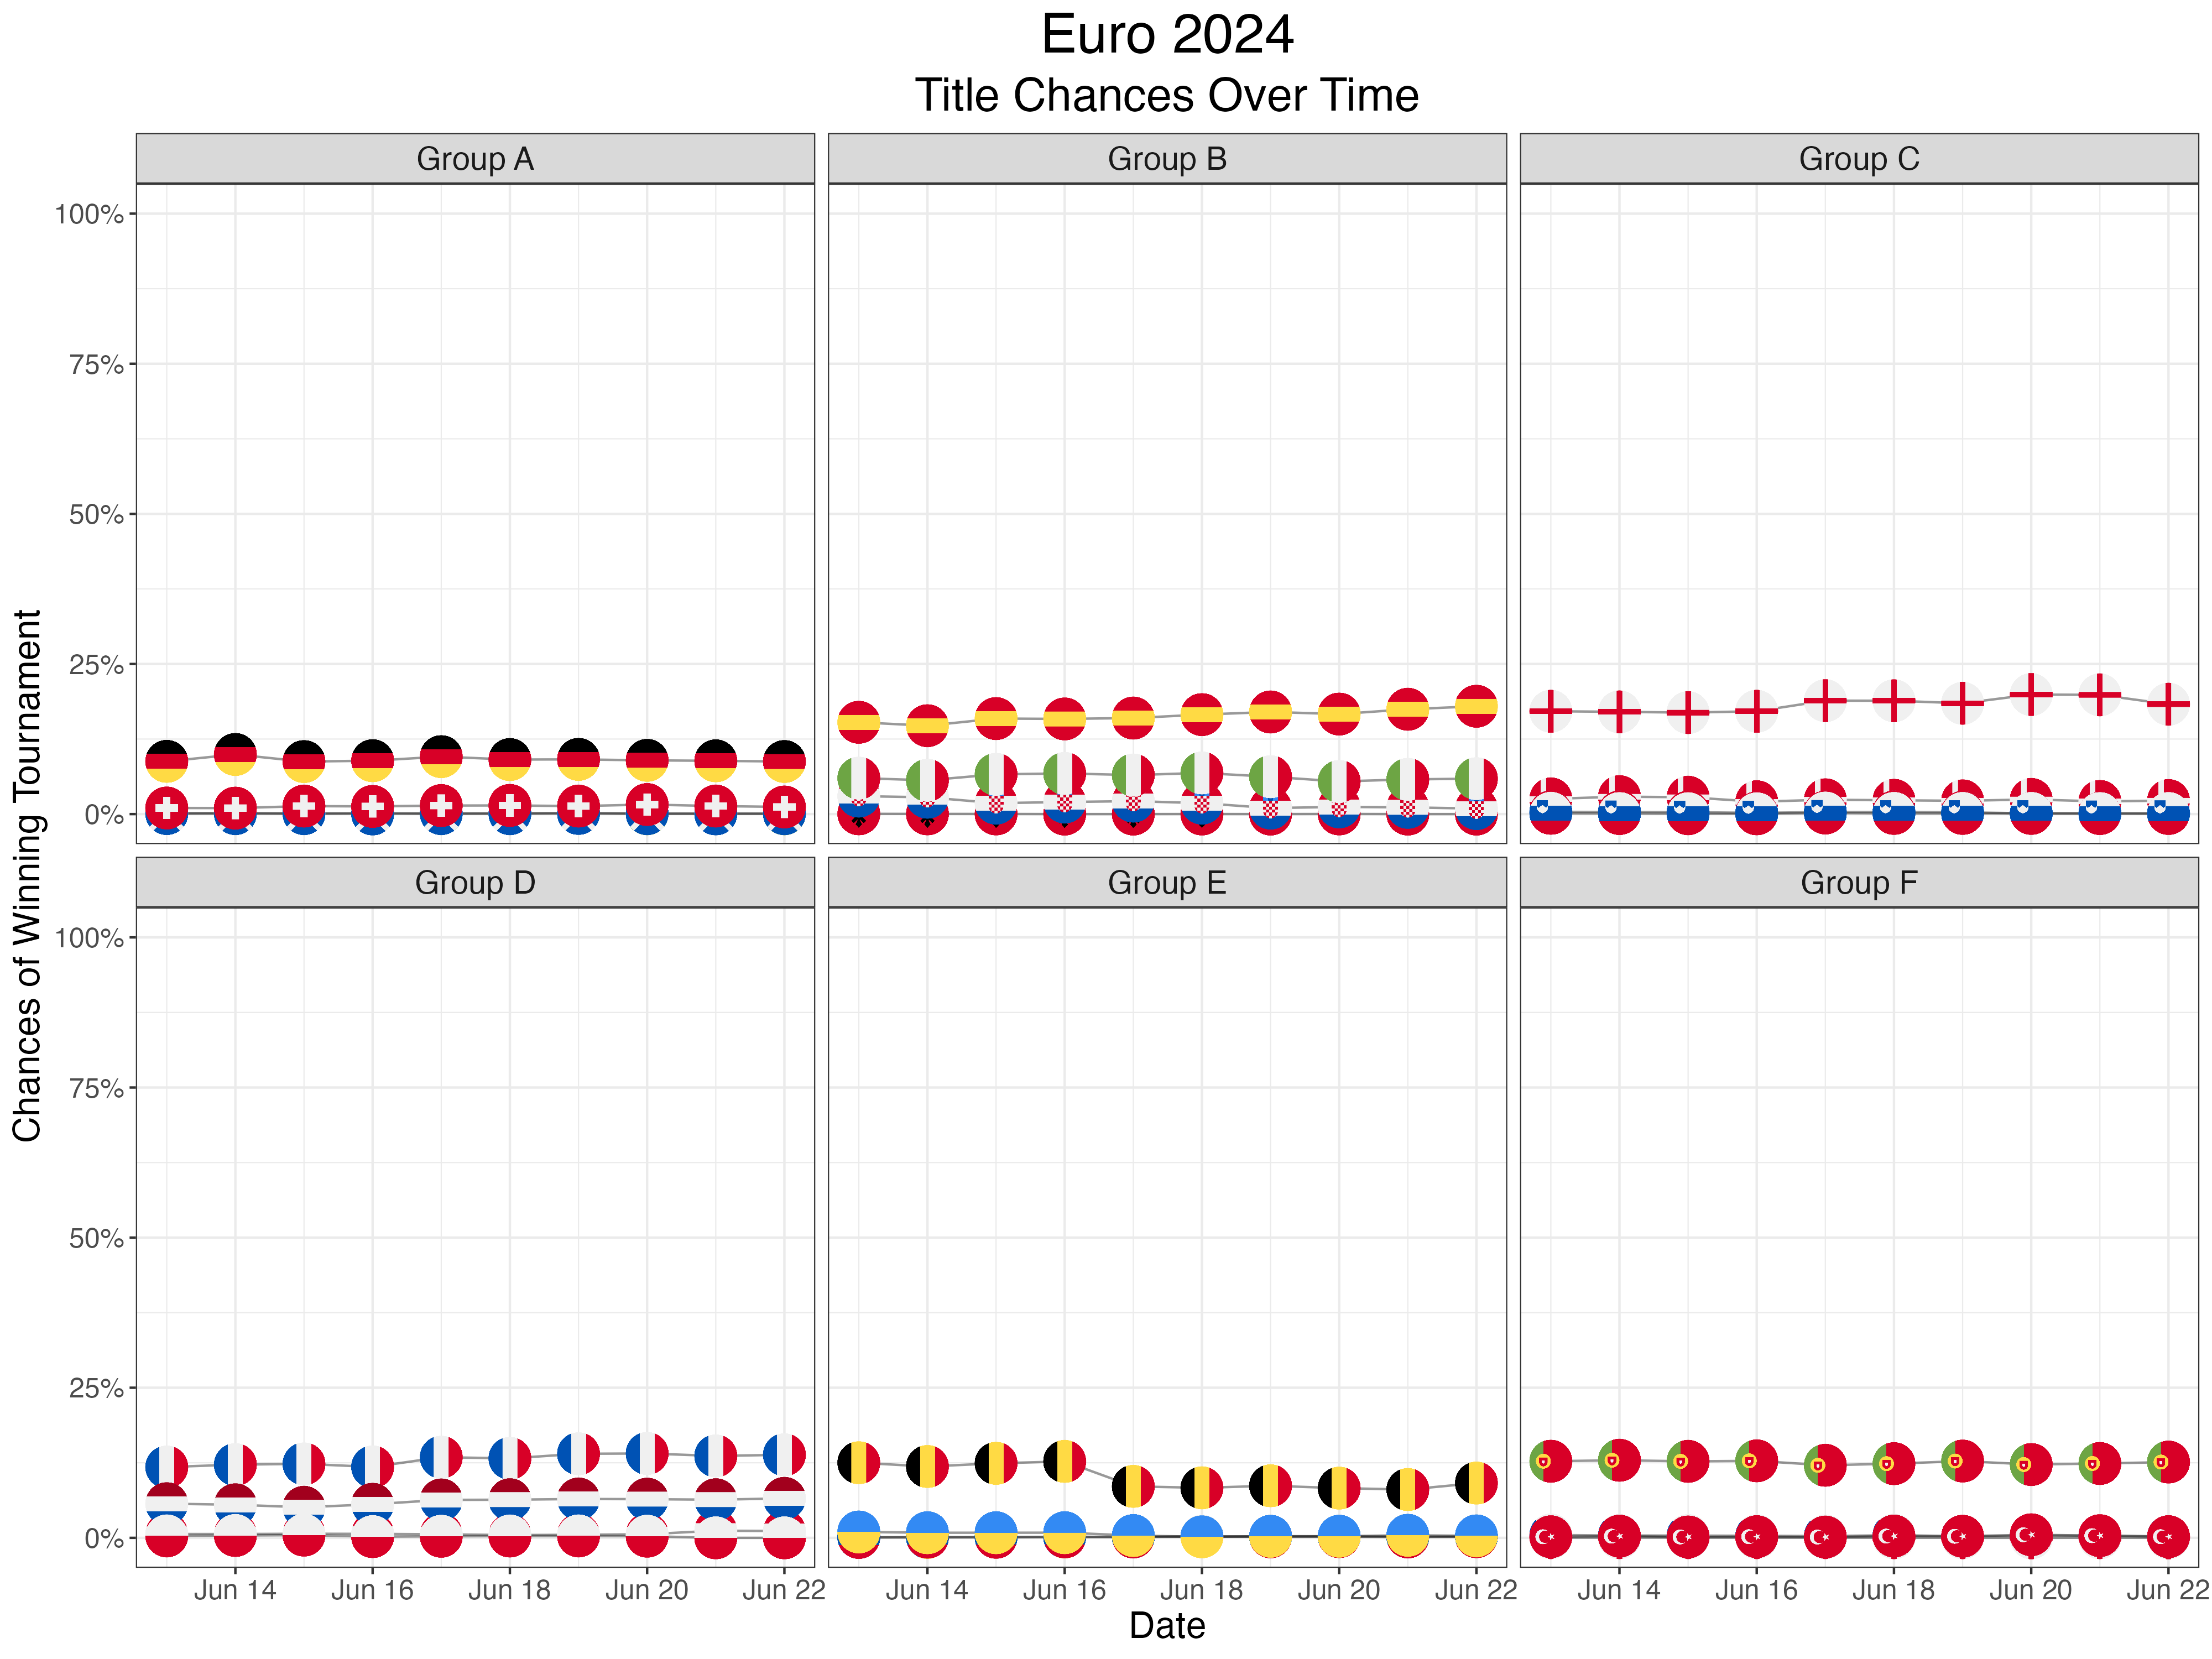 Euro 2024
Title Chances Over Time
Group A
Group B
Group C
100%
75%
50%
25%
0%
Group D
Group E
Group F
100%
75%
50%
25%
0%
Jun 14 Jun 16 Jun 18 Jun 20 Jun 22
Jun 14 Jun 16 Jun 18 Jun 20 Jun 22
Jun 14 Jun 16 Jun 18 Jun 20 Jun 22
Date
Chances of Winning Tournament